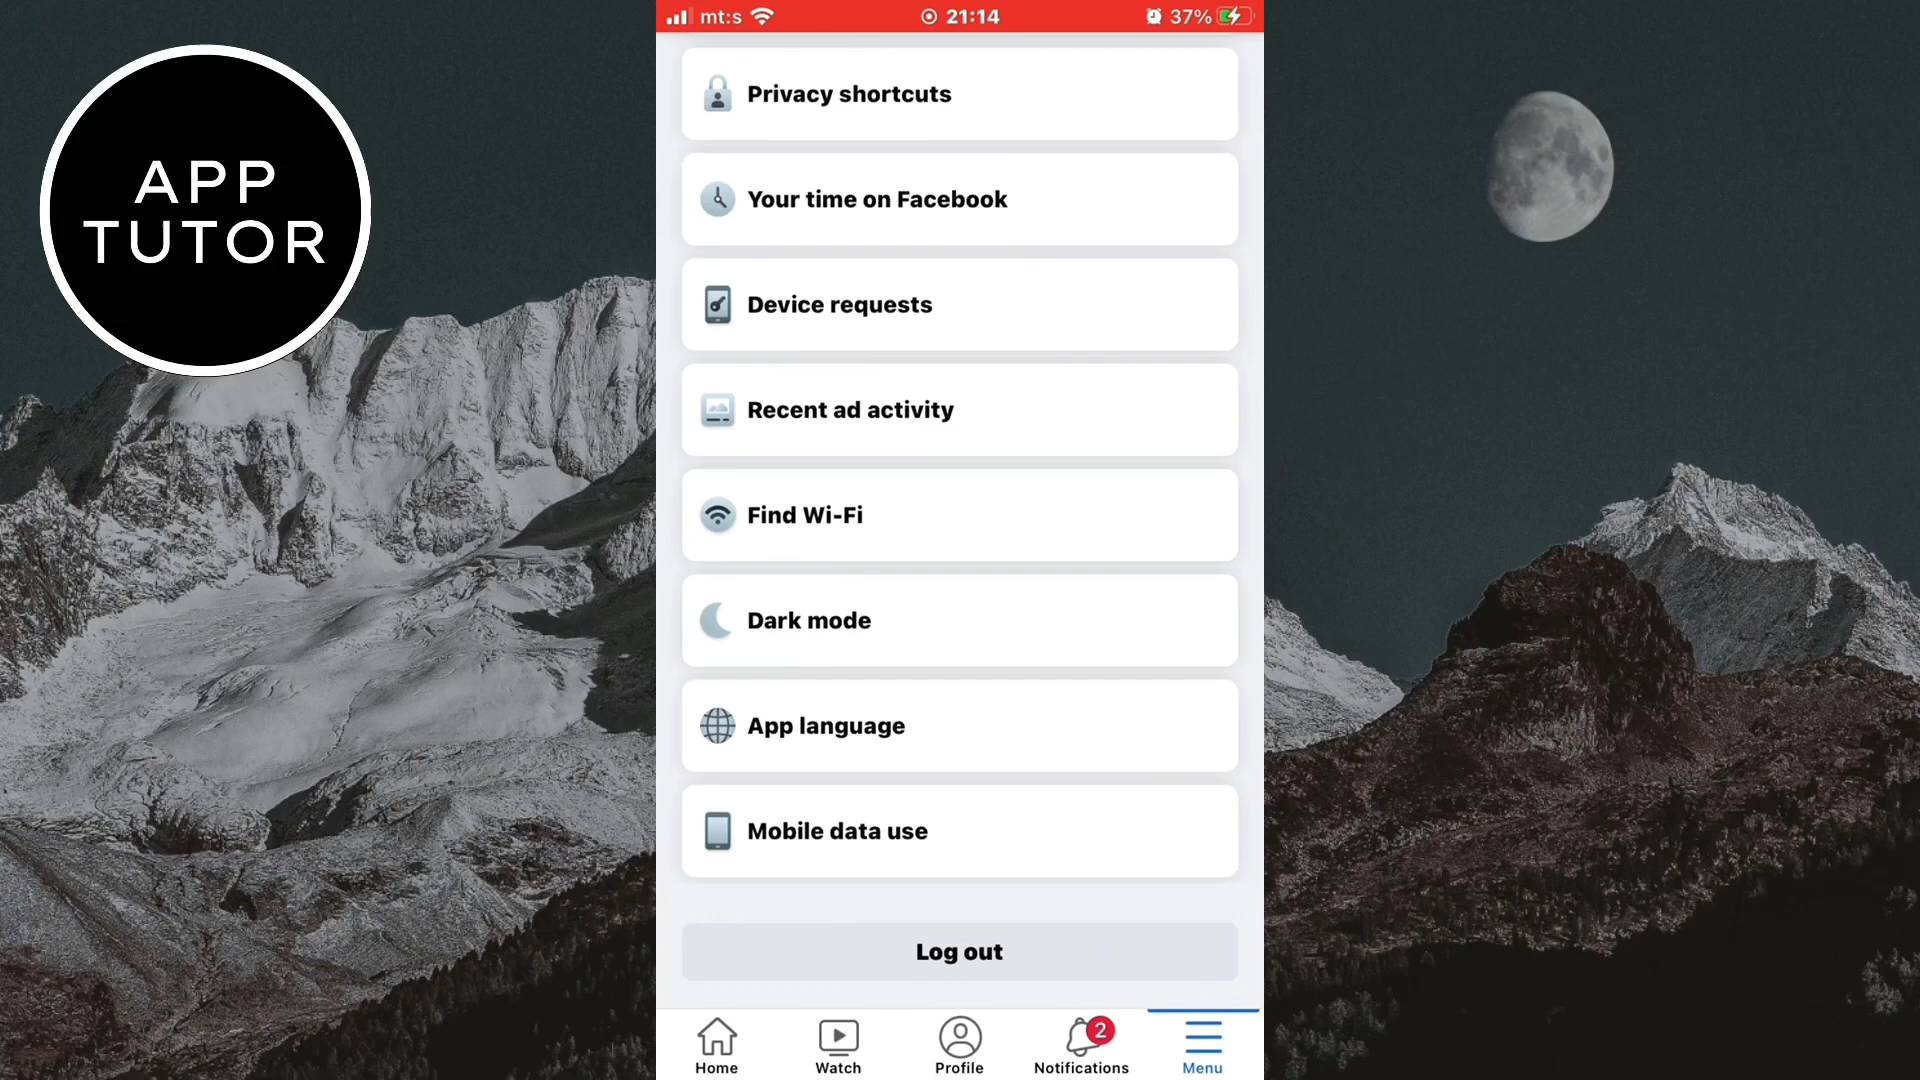 APP
TUTOR
mt:s
21:14
37%
Privacy shortcuts
Your time on Facebook
Device requests
Recent ad activity
Find Wi-Fi
Dark mode
App language
Mobile data use
Log out
2
Home
Watch
Profile
Notifications
Menu